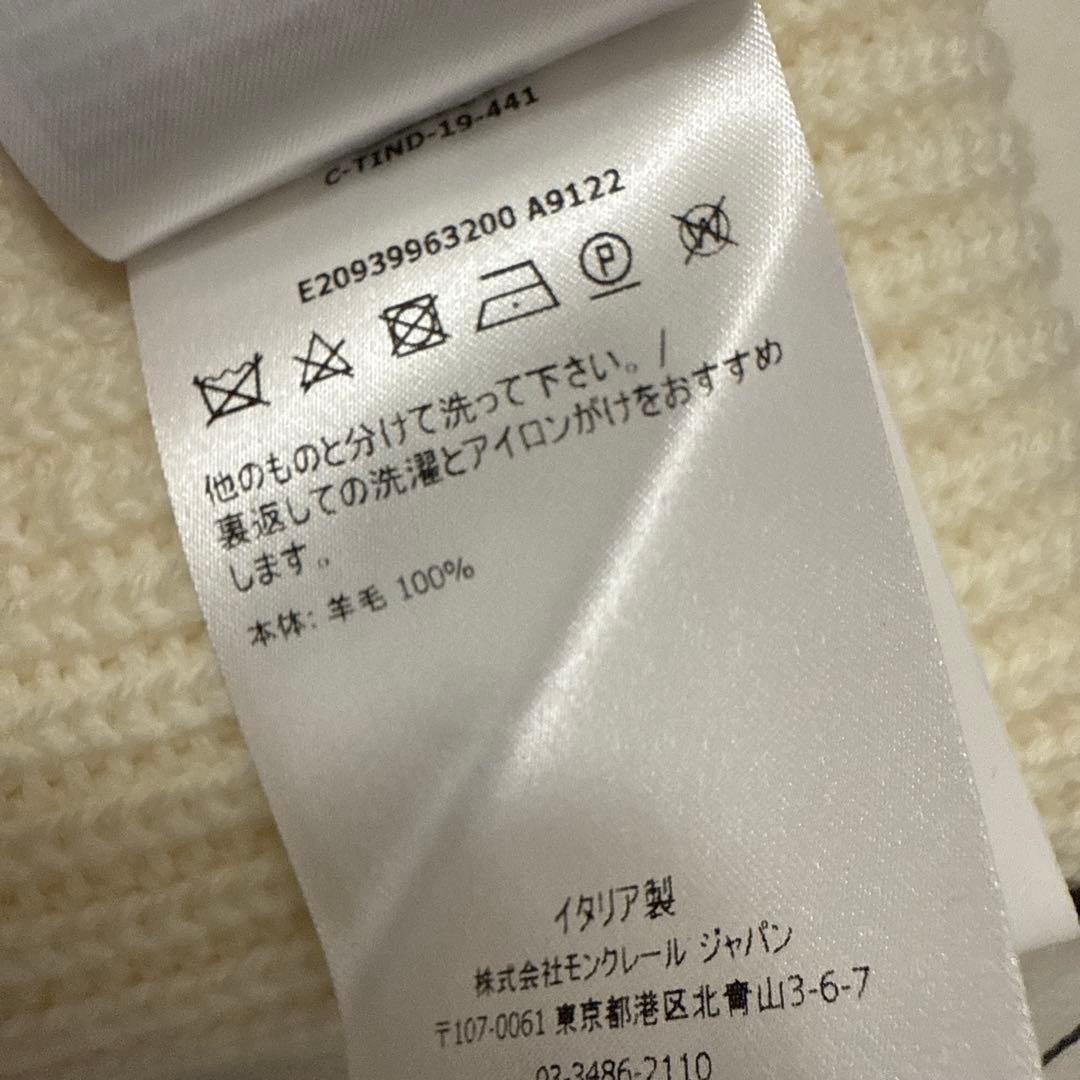 C-TIND-19-441
E20939963200 A9122
P
W
他のものと分けて洗って下さい。/
裏返しての洗濯とアイロンがけをおすすめ
します。
本体: 羊毛 100%
イタリア製
株式会社モンクレール ジャパン
〒107-0061 東京都港区北青山3-6-7
03-3486-2110